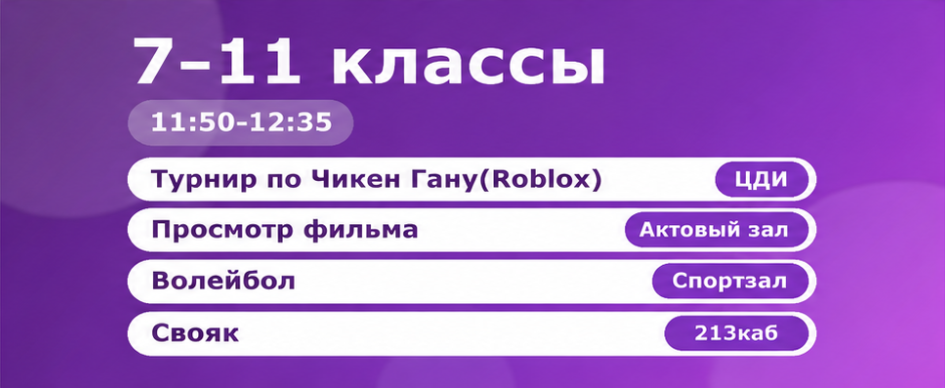 7–11 классы
11:50-12:35
Турнир по Чикен Гану(Roblox) ЦДИ
Просмотр фильма Актовый зал
Волейбол Спортзал
Свояк 213каб